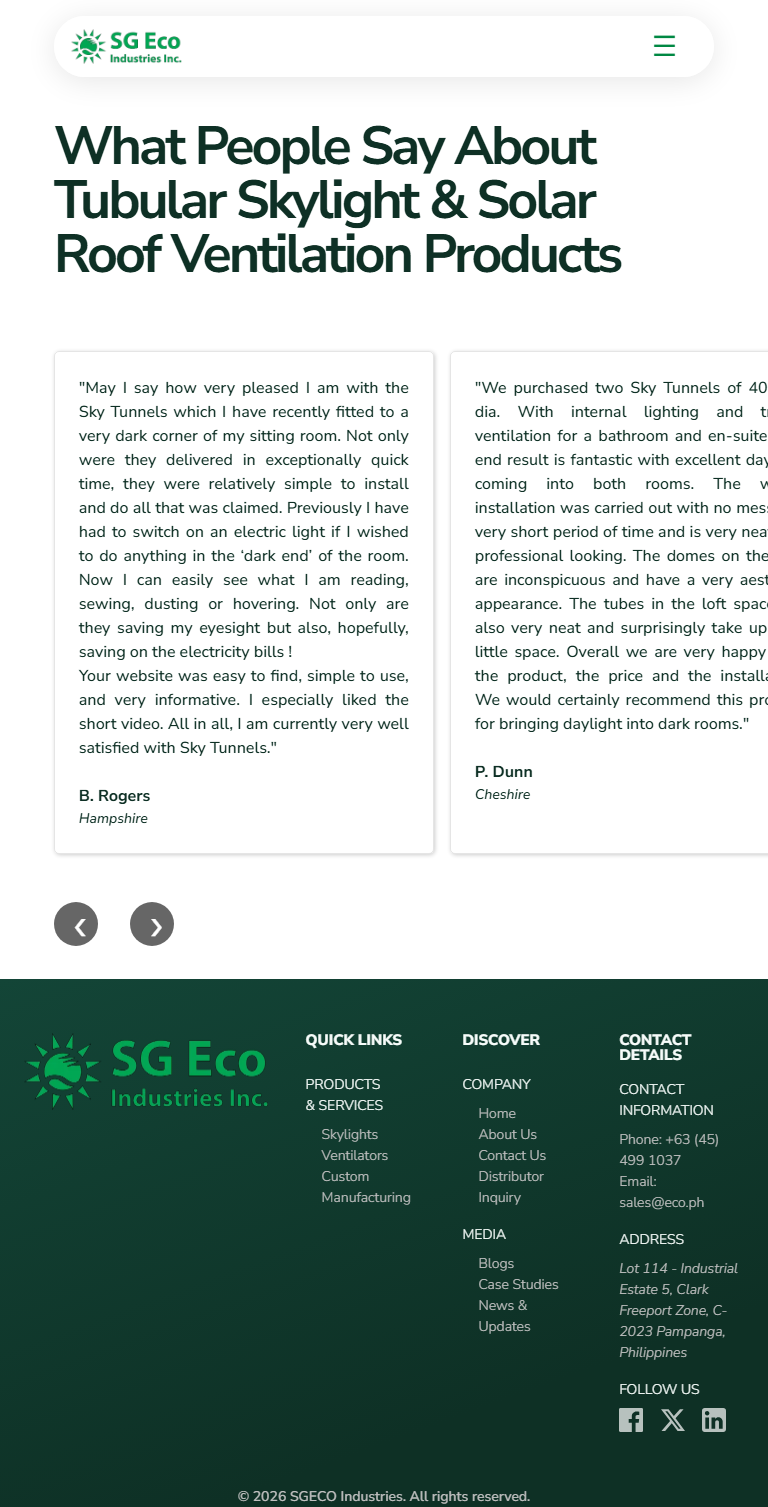 SG Eco
Industries Inc.
☰
What People Say About
Tubular Skylight & Solar
Roof Ventilation Products
"May I say how very pleased I am with the
Sky Tunnels which I have recently fitted to a
very dark corner of my sitting room. Not only
were they delivered in exceptionally quick
time, they were relatively simple to install
and do all that was claimed. Previously I have
had to switch on an electric light if I wished
to do anything in the ‘dark end’ of the room.
Now I can easily see what I am reading,
sewing, dusting or hovering. Not only are
they saving my eyesight but also, hopefully,
saving on the electricity bills !
Your website was easy to find, simple to use,
and very informative. I especially liked the
short video. All in all, I am currently very well
satisfied with Sky Tunnels."
B. Rogers
Hampshire
"We purchased two Sky Tunnels of 40
dia. With internal lighting and
ventilation for a bathroom and en-suite
end result is fantastic with excellent
coming into both rooms. The
installation was carried out with no
very short period of time and is very
professional looking. The domes on the
are inconspicuous and have a very
appearance. The tubes in the loft
also very neat and surprisingly take up
little space. Overall we are very happy
the product, the price and the
We would certainly recommend this
for bringing daylight into dark rooms."
P. Dunn
Cheshire
❮ ❯
SG Eco
Industries Inc.
QUICK LINKS
PRODUCTS
& SERVICES
Skylights
Ventilators
Custom
Manufacturing
DISCOVER
COMPANY
Home
About Us
Contact Us
Distributor
Inquiry
MEDIA
Blogs
Case Studies
News &
Updates
CONTACT
DETAILS
CONTACT
INFORMATION
Phone: +63 (45)
499 1037
Email:
sales@eco.ph
ADDRESS
Lot 114 - Industrial
Estate 5, Clark
Freeport Zone, C-
2023 Pampanga,
Philippines
FOLLOW US
© 2026 SGECO Industries. All rights reserved.